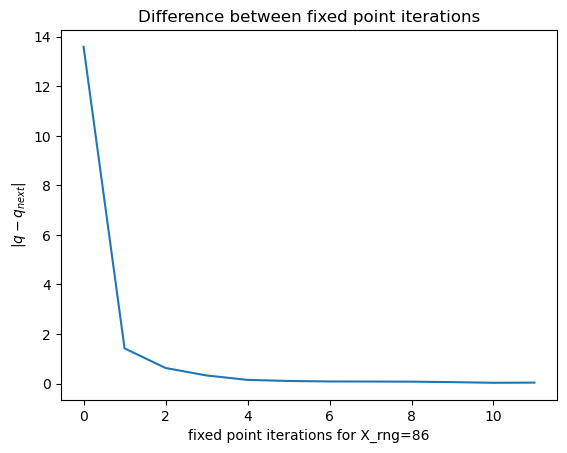 Difference between fixed point iterations
14
12
10
8
6
4
2
0
|q − q_next|
0 2 4 6 8 10
fixed point iterations for X_rng=86